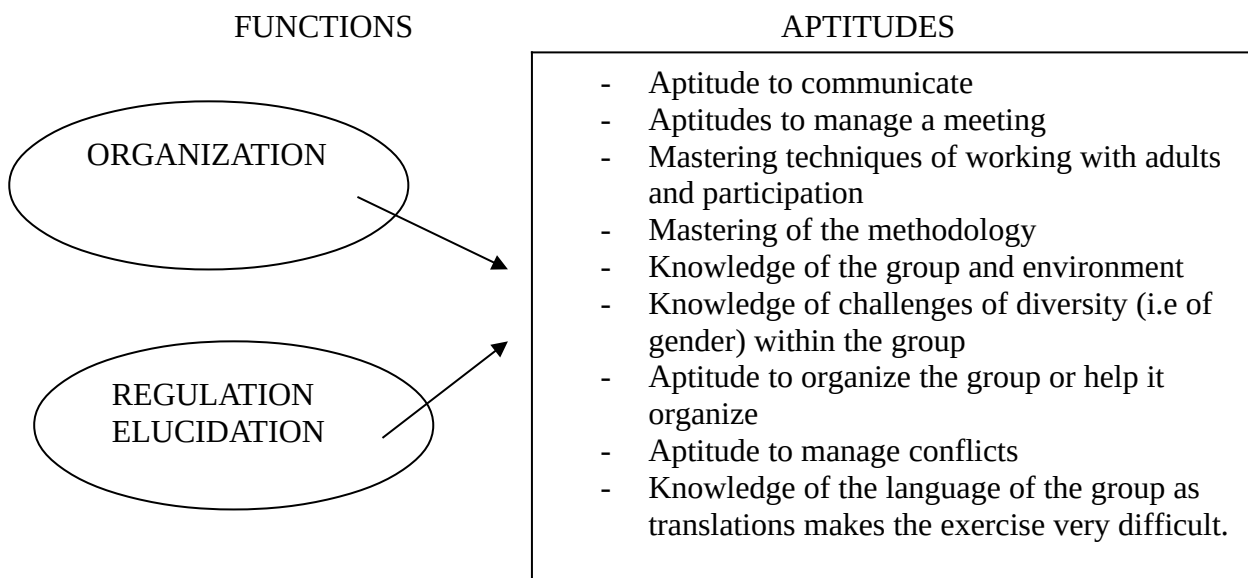 FUNCTIONS
APTITUDES
ORGANIZATION
REGULATION
ELUCIDATION
- Aptitude to communicate
- Aptitudes to manage a meeting
- Mastering techniques of working with adults
and participation
- Mastering of the methodology
- Knowledge of the group and environment
- Knowledge of challenges of diversity (i.e of
gender) within the group
- Aptitude to organize the group or help it
organize
- Aptitude to manage conflicts
- Knowledge of the language of the group as
translations makes the exercise very difficult.